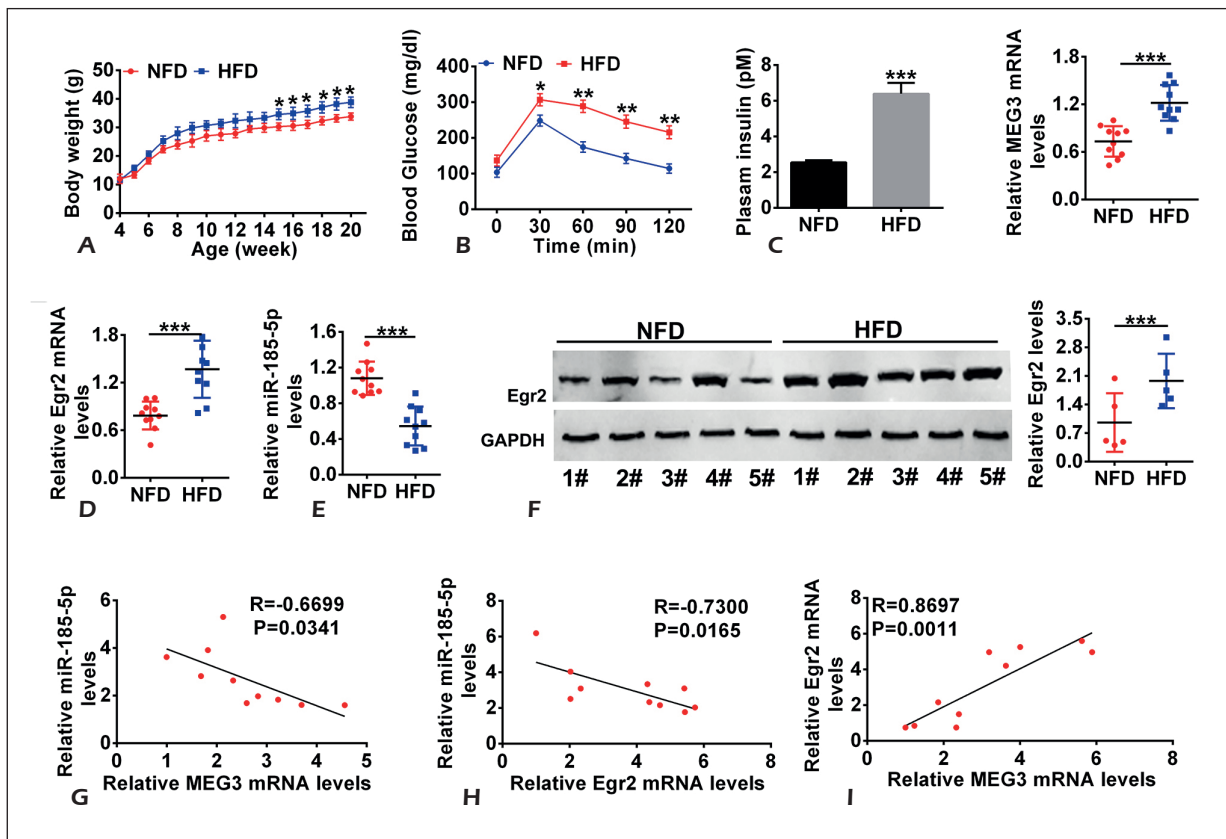 NFD HFD
Body weight (g)
50
40
30
20
10
0
* * * * * *
4 6 8 10 12 14 16 18 20
Age (week)
A
NFD HFD
Blood Glucose (mg/dl)
400
300
200
100
0
* ** ** **
0 30 60 90 120
Time (min)
B
Plasam insulin (pM)
8
6
4
2
0
***
NFD HFD
C
Relative MEG3 mRNA
levels
1.8
1.2
0.6
0.0
***
NFD HFD
Relative Egr2 mRNA
levels
1.8
1.2
0.6
0.0
***
NFD HFD
D
Relative miR-185-5p
levels
1.6
1.2
0.8
0.4
0.0
***
NFD HFD
E
NFD HFD
Egr2
GAPDH
1# 2# 3# 4# 5# 1# 2# 3# 4# 5#
F
Relative Egr2 levels
3.5
2.8
2.1
1.4
0.7
0.0
***
NFD HFD
Relative miR-185-5p
levels
6
4
2
0
R=-0.6699
P=0.0341
0 1 2 3 4 5
Relative MEG3 mRNA levels
G
Relative miR-185-5p
levels
8
6
4
2
0
R=-0.7300
P=0.0165
0 2 4 6 8
Relative Egr2 mRNA levels
H
Relative Egr2 mRNA
levels
8
6
4
2
0
R=0.8697
P=0.0011
0 2 4 6 8
Relative MEG3 mRNA levels
I